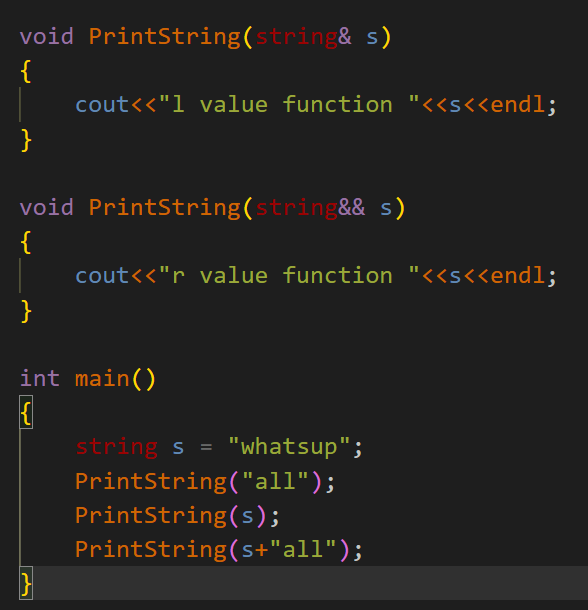 void PrintString(string& s)
{
    cout<<"l value function "<<s<<endl;
}

void PrintString(string&& s)
{
    cout<<"r value function "<<s<<endl;
}

int main()
{
    string s = "whatsup";
    PrintString("all");
    PrintString(s);
    PrintString(s+"all");
}